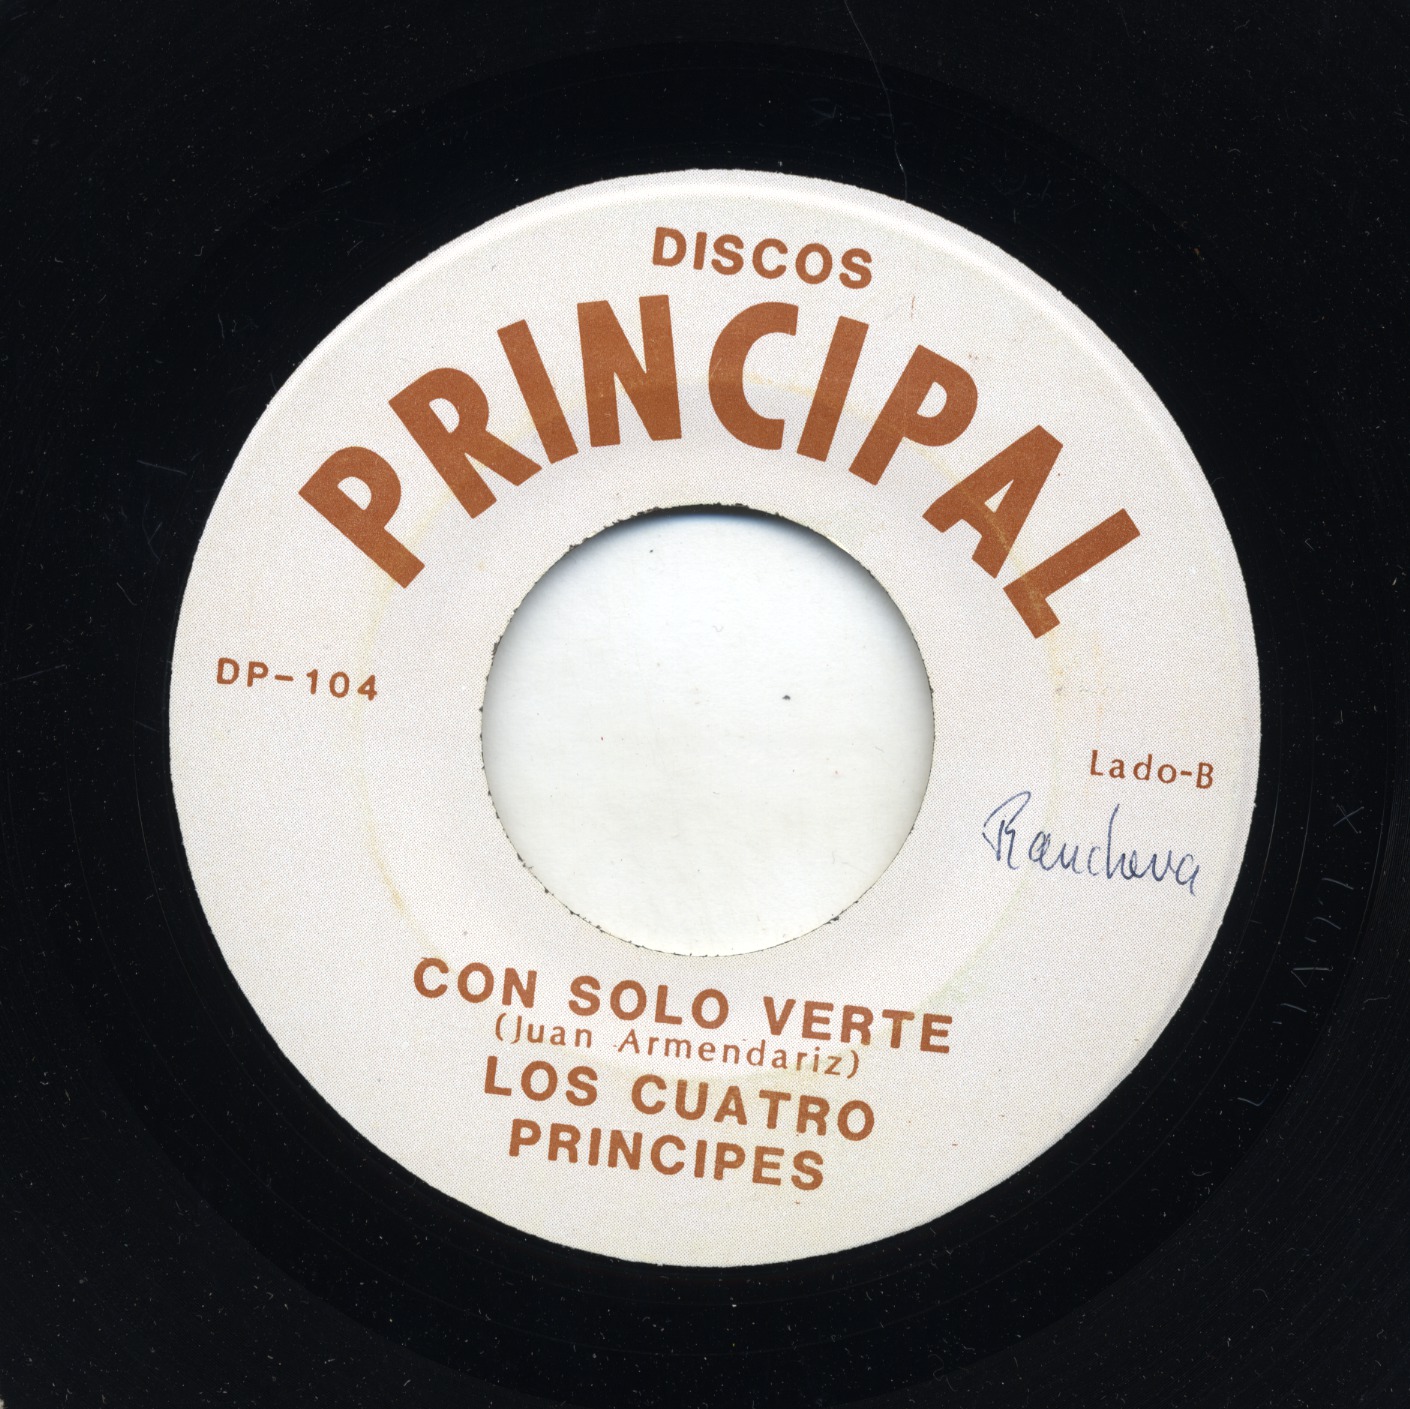 DISCOS
PRINCIPAL
DP-104
Lado-B
Ranchera
CON SOLO VERTE
(Juan Armendariz)
LOS CUATRO
PRINCIPES